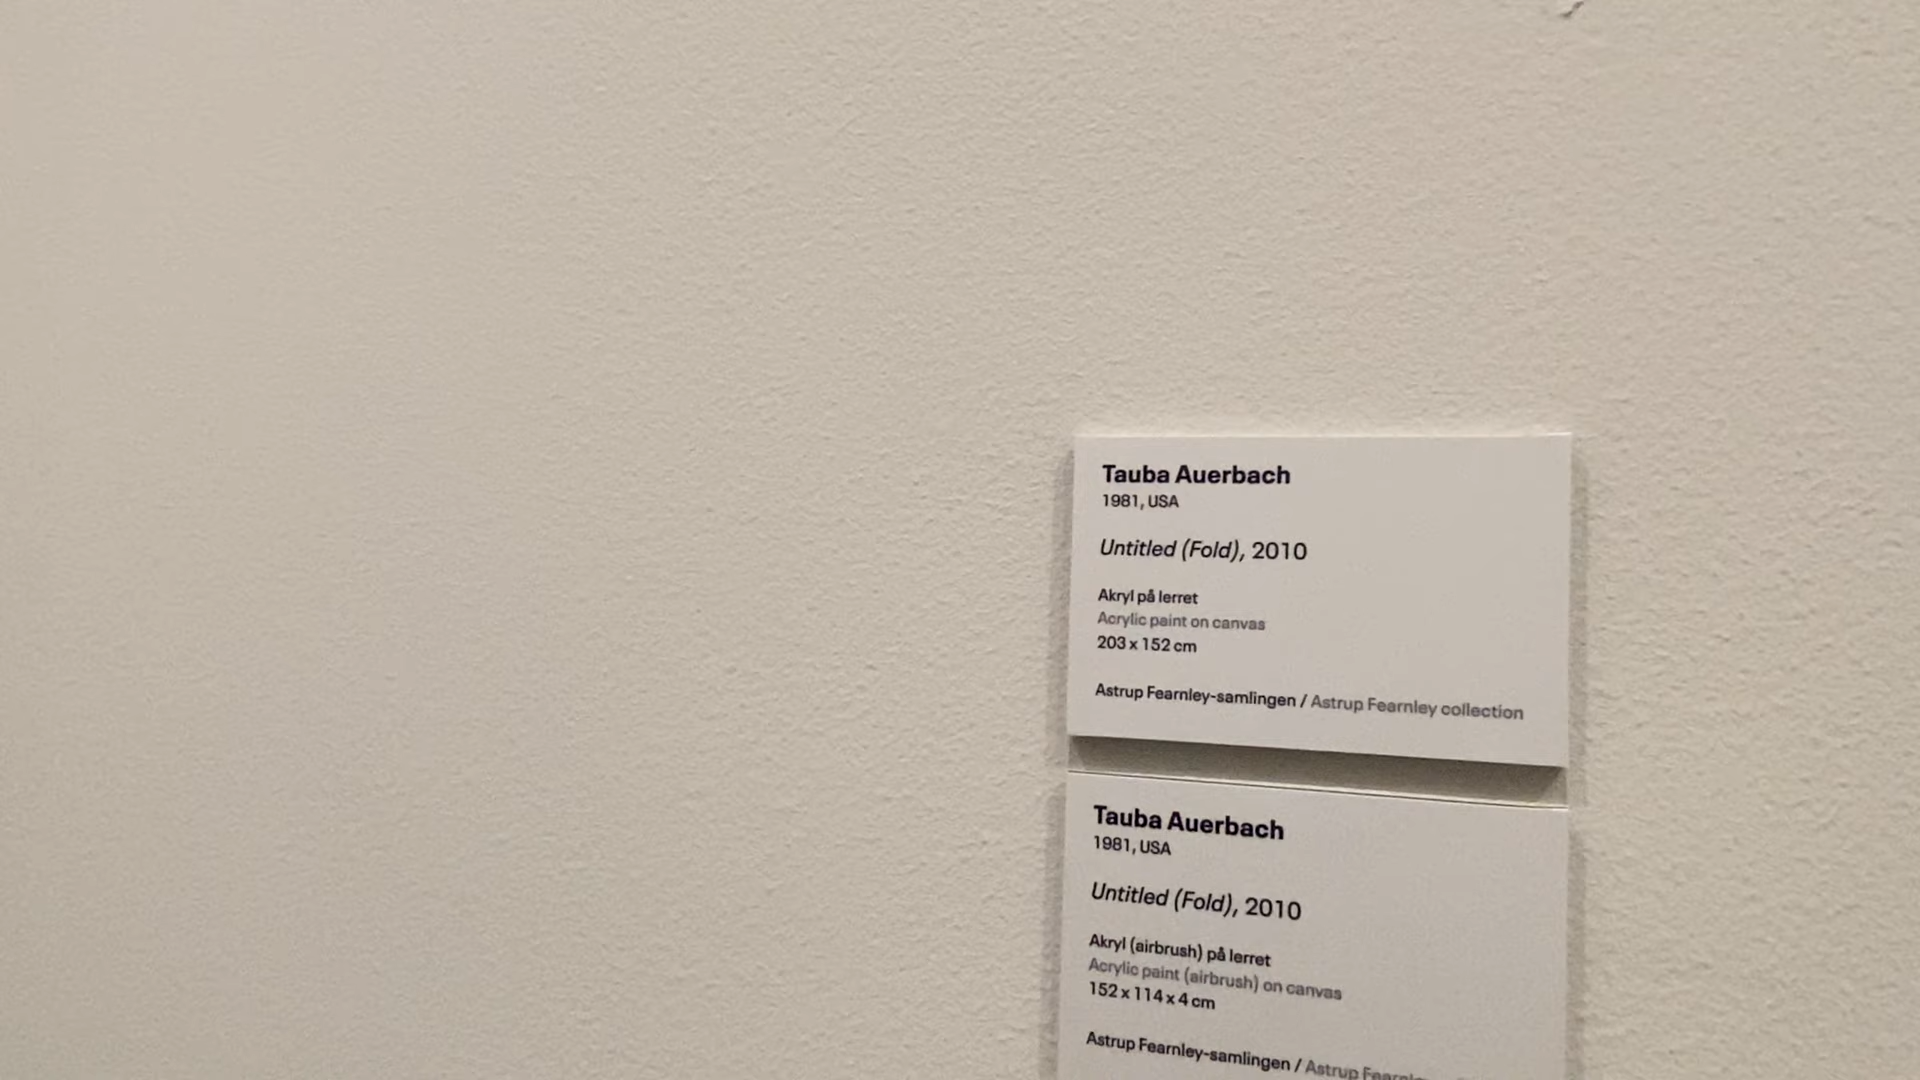 Tauba Auerbach
1981, USA
Untitled (Fold), 2010
Akryl på lerret
Acrylic paint on canvas
203 x 152 cm
Astrup Fearnley-samlingen / Astrup Fearnley collection
Tauba Auerbach
1981, USA
Untitled (Fold), 2010
Akryl (airbrush) på lerret
Acrylic paint (airbrush) on canvas
152 x 114 x 4 cm
Astrup Fearnley-samlingen / Astrup